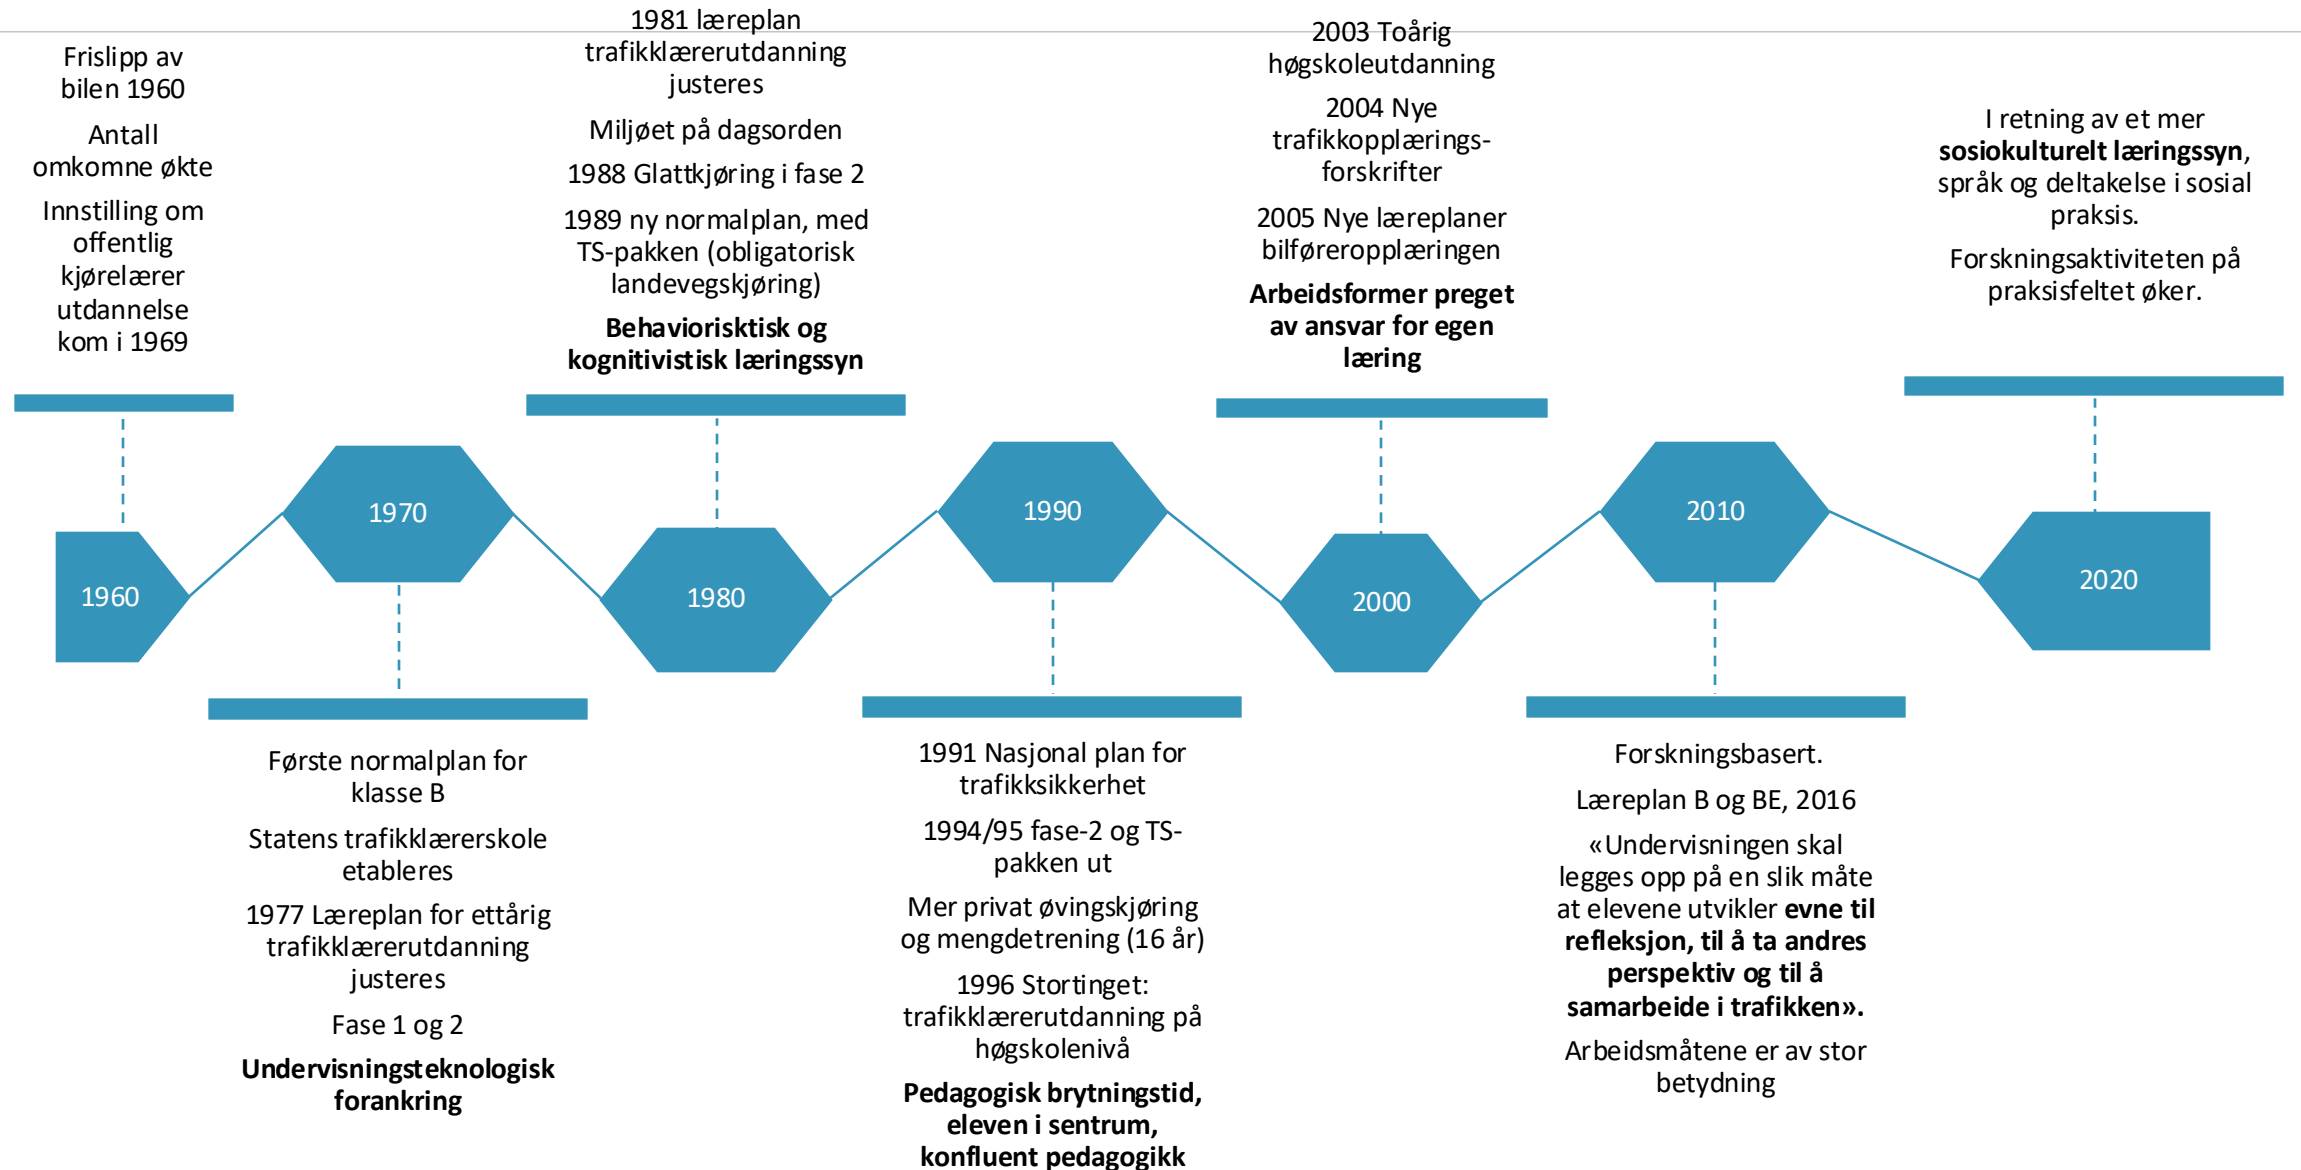 Frislipp av
bilen 1960
Antall
omkomne økte
Innstilling om
offentlig
kjørelærer
utdannelse
kom i 1969
1981 læreplan
trafikklærerutdanning
justeres
Miljøet på dagsorden
1988 Glattkjøring i fase 2
1989 ny normalplan, med
TS-pakken (obligatorisk
landevegskjøring)
Behaviorisktisk og
kognitivistisk læringssyn
2003 Toårig
høgskoleutdanning
2004 Nye
trafikkopplærings-
forskrifter
2005 Nye læreplaner
bilføreropplæringen
Arbeidsformer preget
av ansvar for egen
læring
I retning av et mer
sosiokulturelt læringssyn,
språk og deltakelse i sosial
praksis.
Forskningsaktiviteten på
praksisfeltet øker.
1960
1970
1980
1990
2000
2010
2020
Første normalplan for
klasse B
Statens trafikklærerskole
etableres
1977 Læreplan for ettårig
trafikklærerutdanning
justeres
Fase 1 og 2
Undervisningsteknologisk
forankring
1991 Nasjonal plan for
trafikksikkerhet
1994/95 fase-2 og TS-
pakken ut
Mer privat øvingskjøring
og mengdetrening (16 år)
1996 Stortinget:
trafikklærerutdanning på
høgskolenivå
Pedagogisk brytningstid,
eleven i sentrum,
konfluent pedagogikk
Forskningsbasert.
Læreplan B og BE, 2016
«Undervisningen skal
legges opp på en slik måte
at elevene utvikler evne til
refleksjon, til å ta andres
perspektiv og til å
samarbeide i trafikken».
Arbeidsmåtene er av stor
betydning